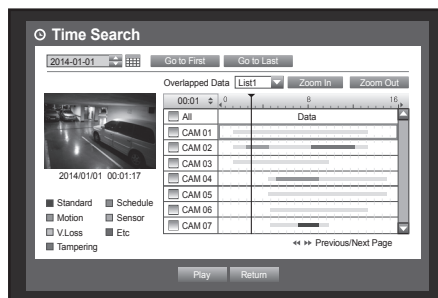 Time Search
2014-01-01
Go to First
Go to Last
Overlapped Data List1 Zoom In Zoom Out
00:01 0 8 16
All Data
CAM 01
CAM 02
CAM 03
CAM 04
CAM 05
CAM 06
CAM 07
2014/01/01 00:01:17
Standard Schedule
Motion Sensor
V.Loss Etc
Tampering
Previous/Next Page
Play Return